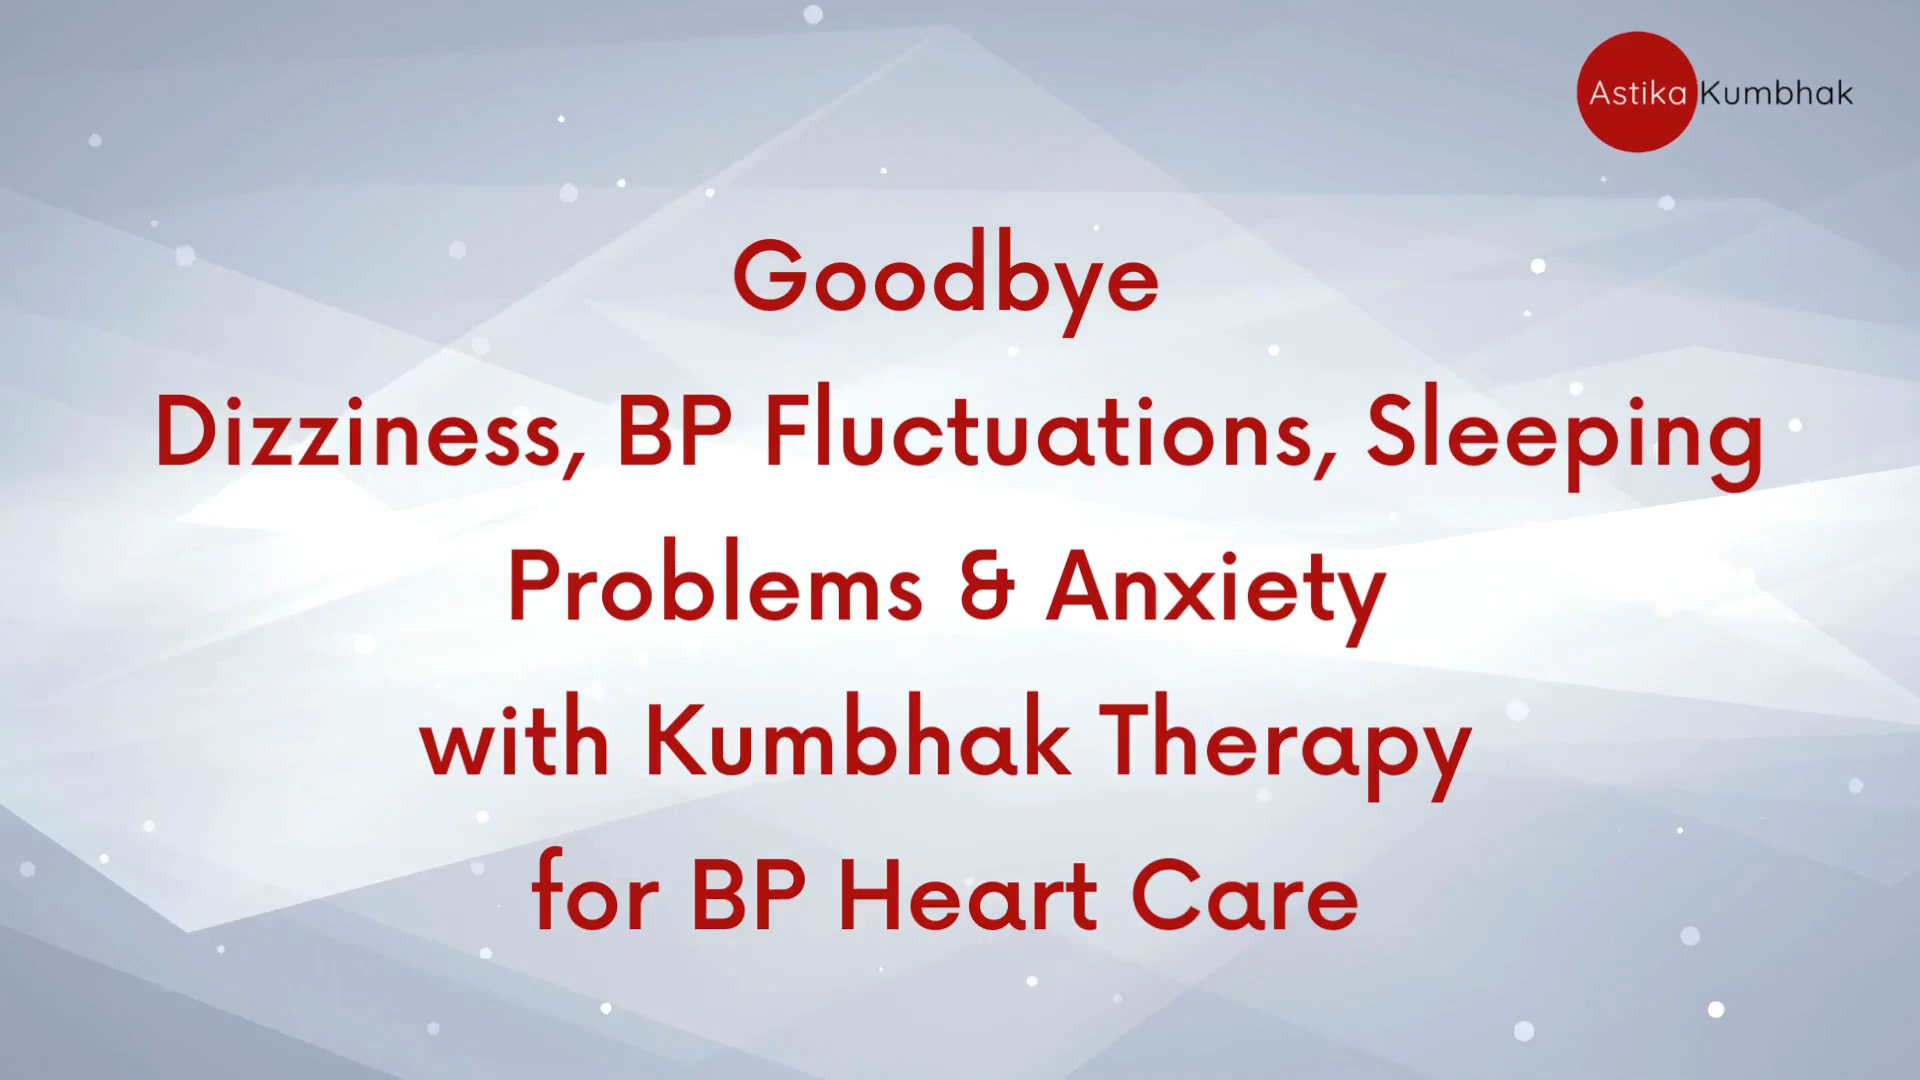 Astika Kumbhak
Goodbye
Dizziness, BP Fluctuations, Sleeping
Problems & Anxiety
with Kumbhak Therapy
for BP Heart Care